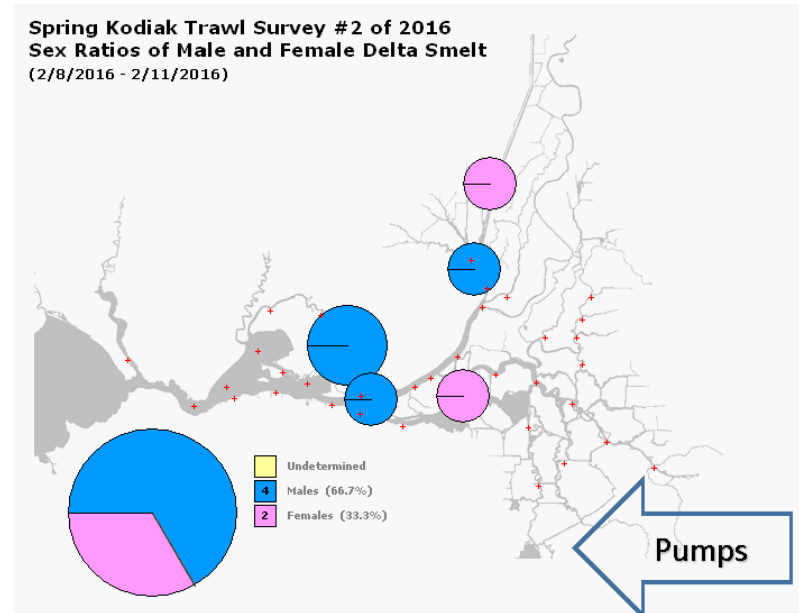 Spring Kodiak Trawl Survey #2 of 2016
Sex Ratios of Male and Female Delta Smelt
(2/8/2016 - 2/11/2016)
Undetermined
4 Males (66.7%)
2 Females (33.3%)
Pumps